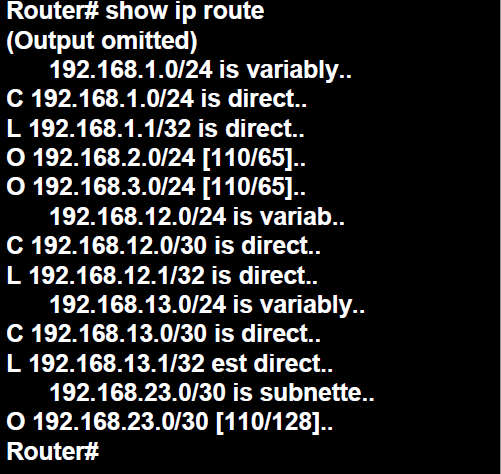 Router# show ip route
(Output omitted)
192.168.1.0/24 is variably..
C 192.168.1.0/24 is direct..
L 192.168.1.1/32 is direct..
O 192.168.2.0/24 [110/65]..
O 192.168.3.0/24 [110/65]..
192.168.12.0/24 is variab..
C 192.168.12.0/30 is direct..
L 192.168.12.1/32 is direct..
192.168.13.0/24 is variably..
C 192.168.13.0/30 is direct..
L 192.168.13.1/32 est direct..
192.168.23.0/30 is subnette..
O 192.168.23.0/30 [110/128]..
Router#